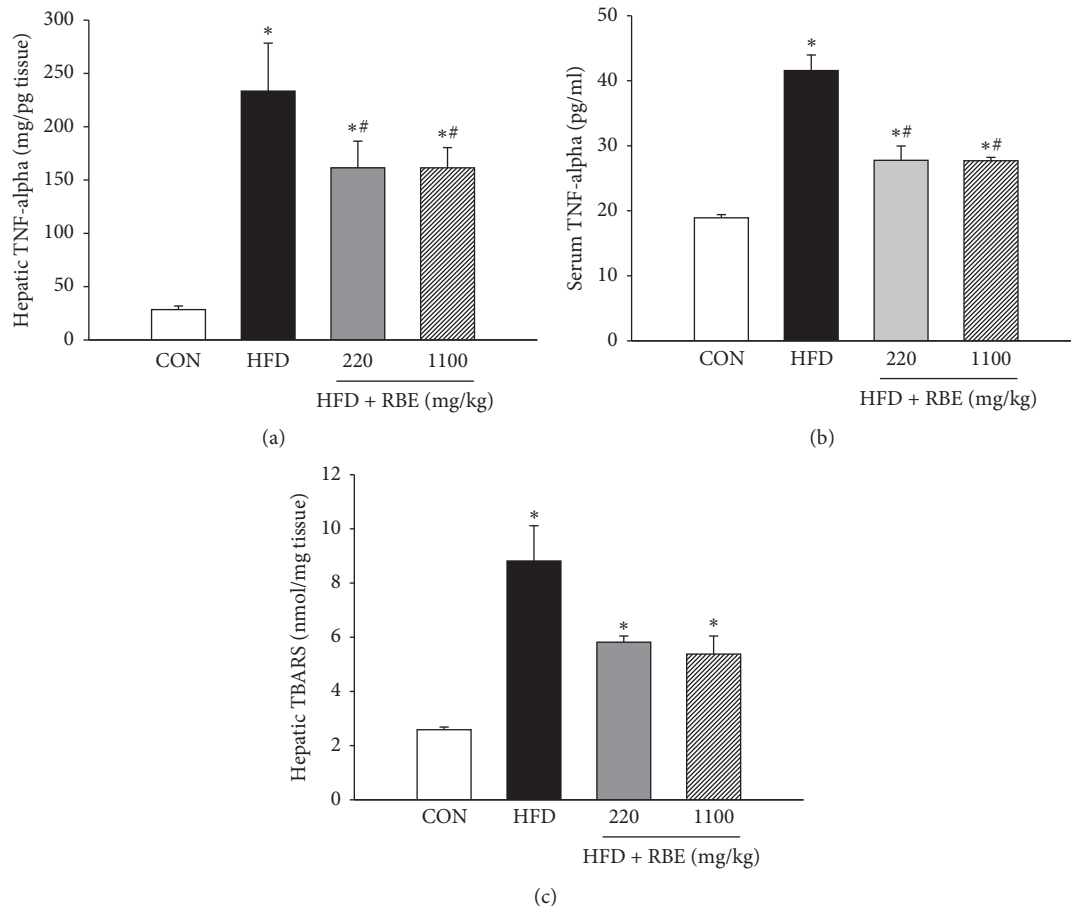 Hepatic TNF-alpha (mg/pg tissue)
300
250
200
150
100
50
0
*
*#
*#
CON HFD 220 1100
HFD + RBE (mg/kg)
(a)
Serum TNF-alpha (pg/ml)
50
40
30
20
10
0
*
*#
*#
CON HFD 220 1100
HFD + RBE (mg/kg)
(b)
Hepatic TBARS (nmol/mg tissue)
12
10
8
6
4
2
0
*
*
*
CON HFD 220 1100
HFD + RBE (mg/kg)
(c)